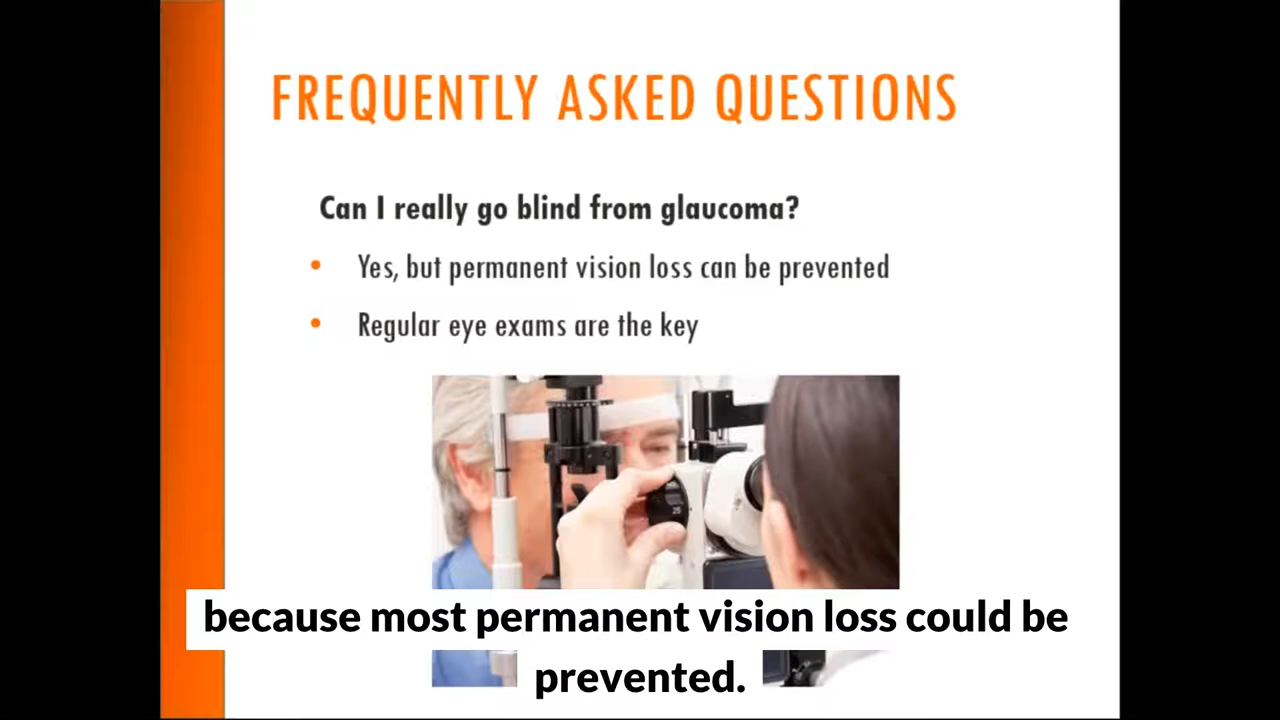 FREQUENTLY ASKED QUESTIONS
Can I really go blind from glaucoma?
• Yes, but permanent vision loss can be prevented
• Regular eye exams are the key
25
because most permanent vision loss could be
prevented.